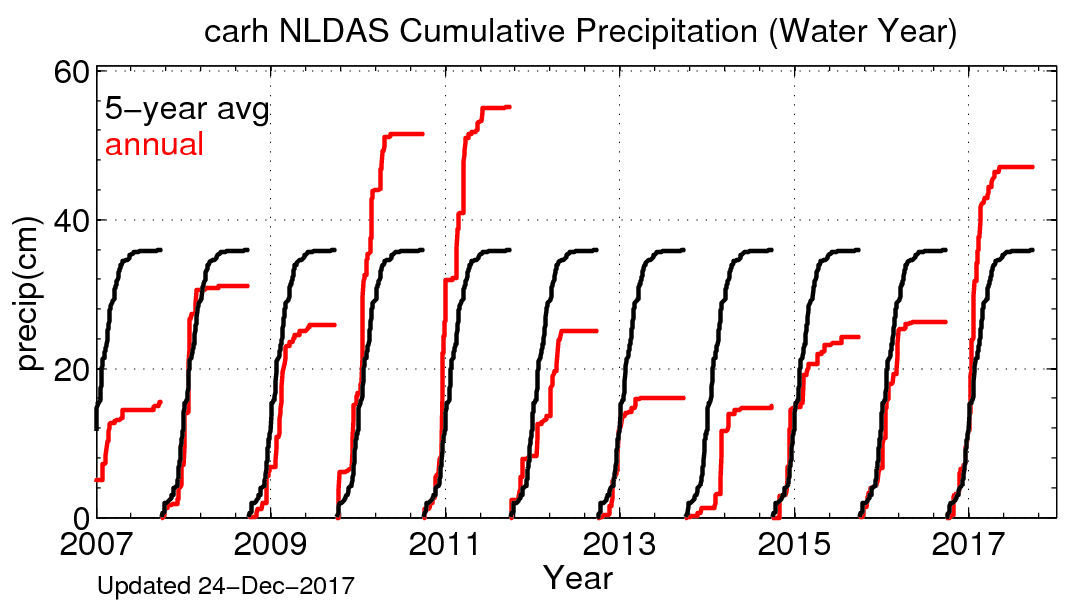 carh NLDAS Cumulative Precipitation (Water Year)
60
5−year avg
annual
40
precip(cm)
20
0
2007 2009 2011 2013 2015 2017
Year
Updated 24−Dec−2017